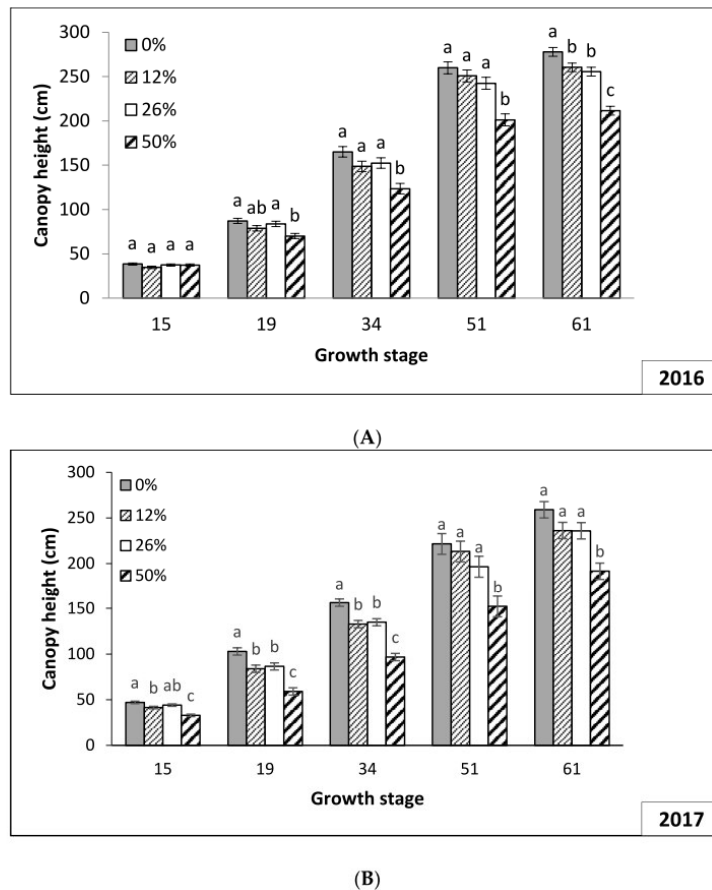 300
250
200
150
100
50
0
Canopy height (cm)
0%
12%
26%
50%
a a a a
a ab a b
a a a b
a a a b
a b b c
15 19 34 51 61
Growth stage
2016
(A)
300
250
200
150
100
50
0
Canopy height (cm)
0%
12%
26%
50%
a b ab c
a b b c
a b b c
a a a b
a a a b
15 19 34 51 61
Growth stage
2017
(B)